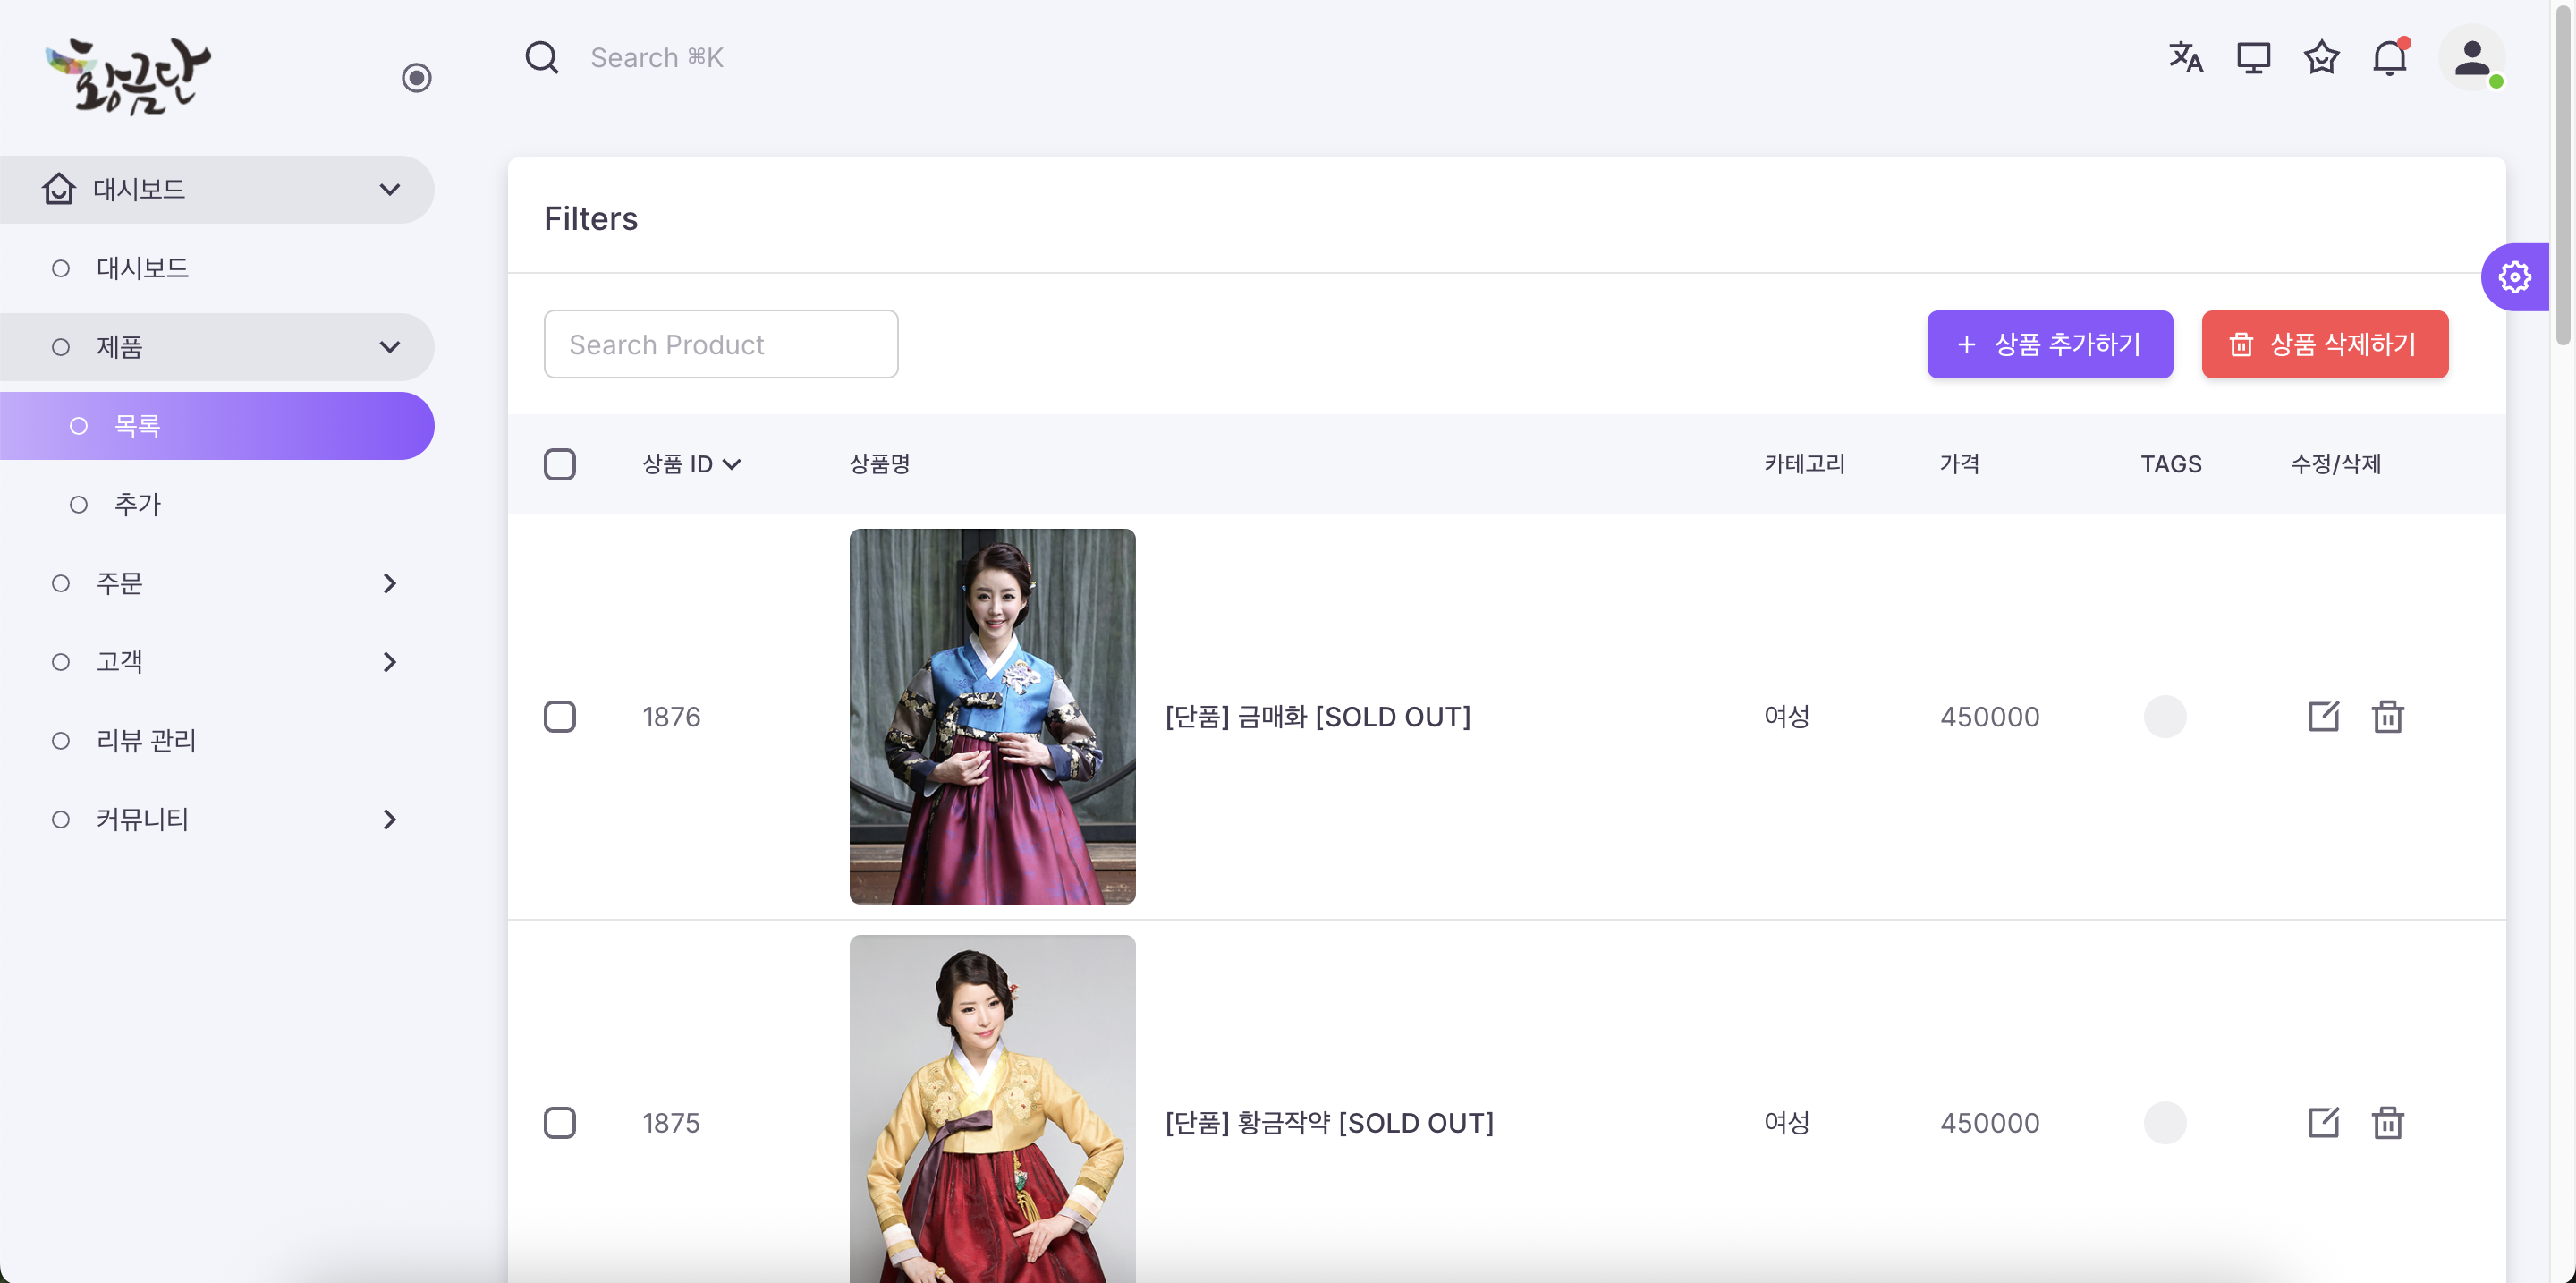 황금단
Search ⌘K
대시보드
대시보드
제품
목록
추가
주문
고객
리뷰 관리
커뮤니티
Filters
Search Product
+ 상품 추가하기
상품 삭제하기
상품 ID 상품명 카테고리 가격 TAGS 수정/삭제
1876 [단품] 금매화 [SOLD OUT] 여성 450000
1875 [단품] 황금작약 [SOLD OUT] 여성 450000